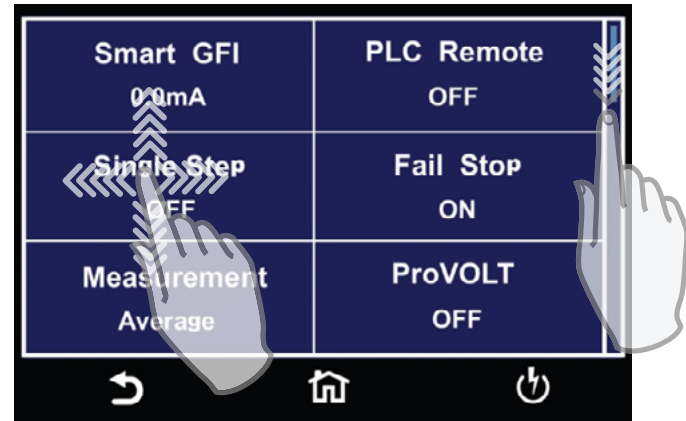 Smart GFI
0.0mA
PLC Remote
OFF
Single Step
OFF
Fail Stop
ON
Measurement
Average
ProVOLT
OFF